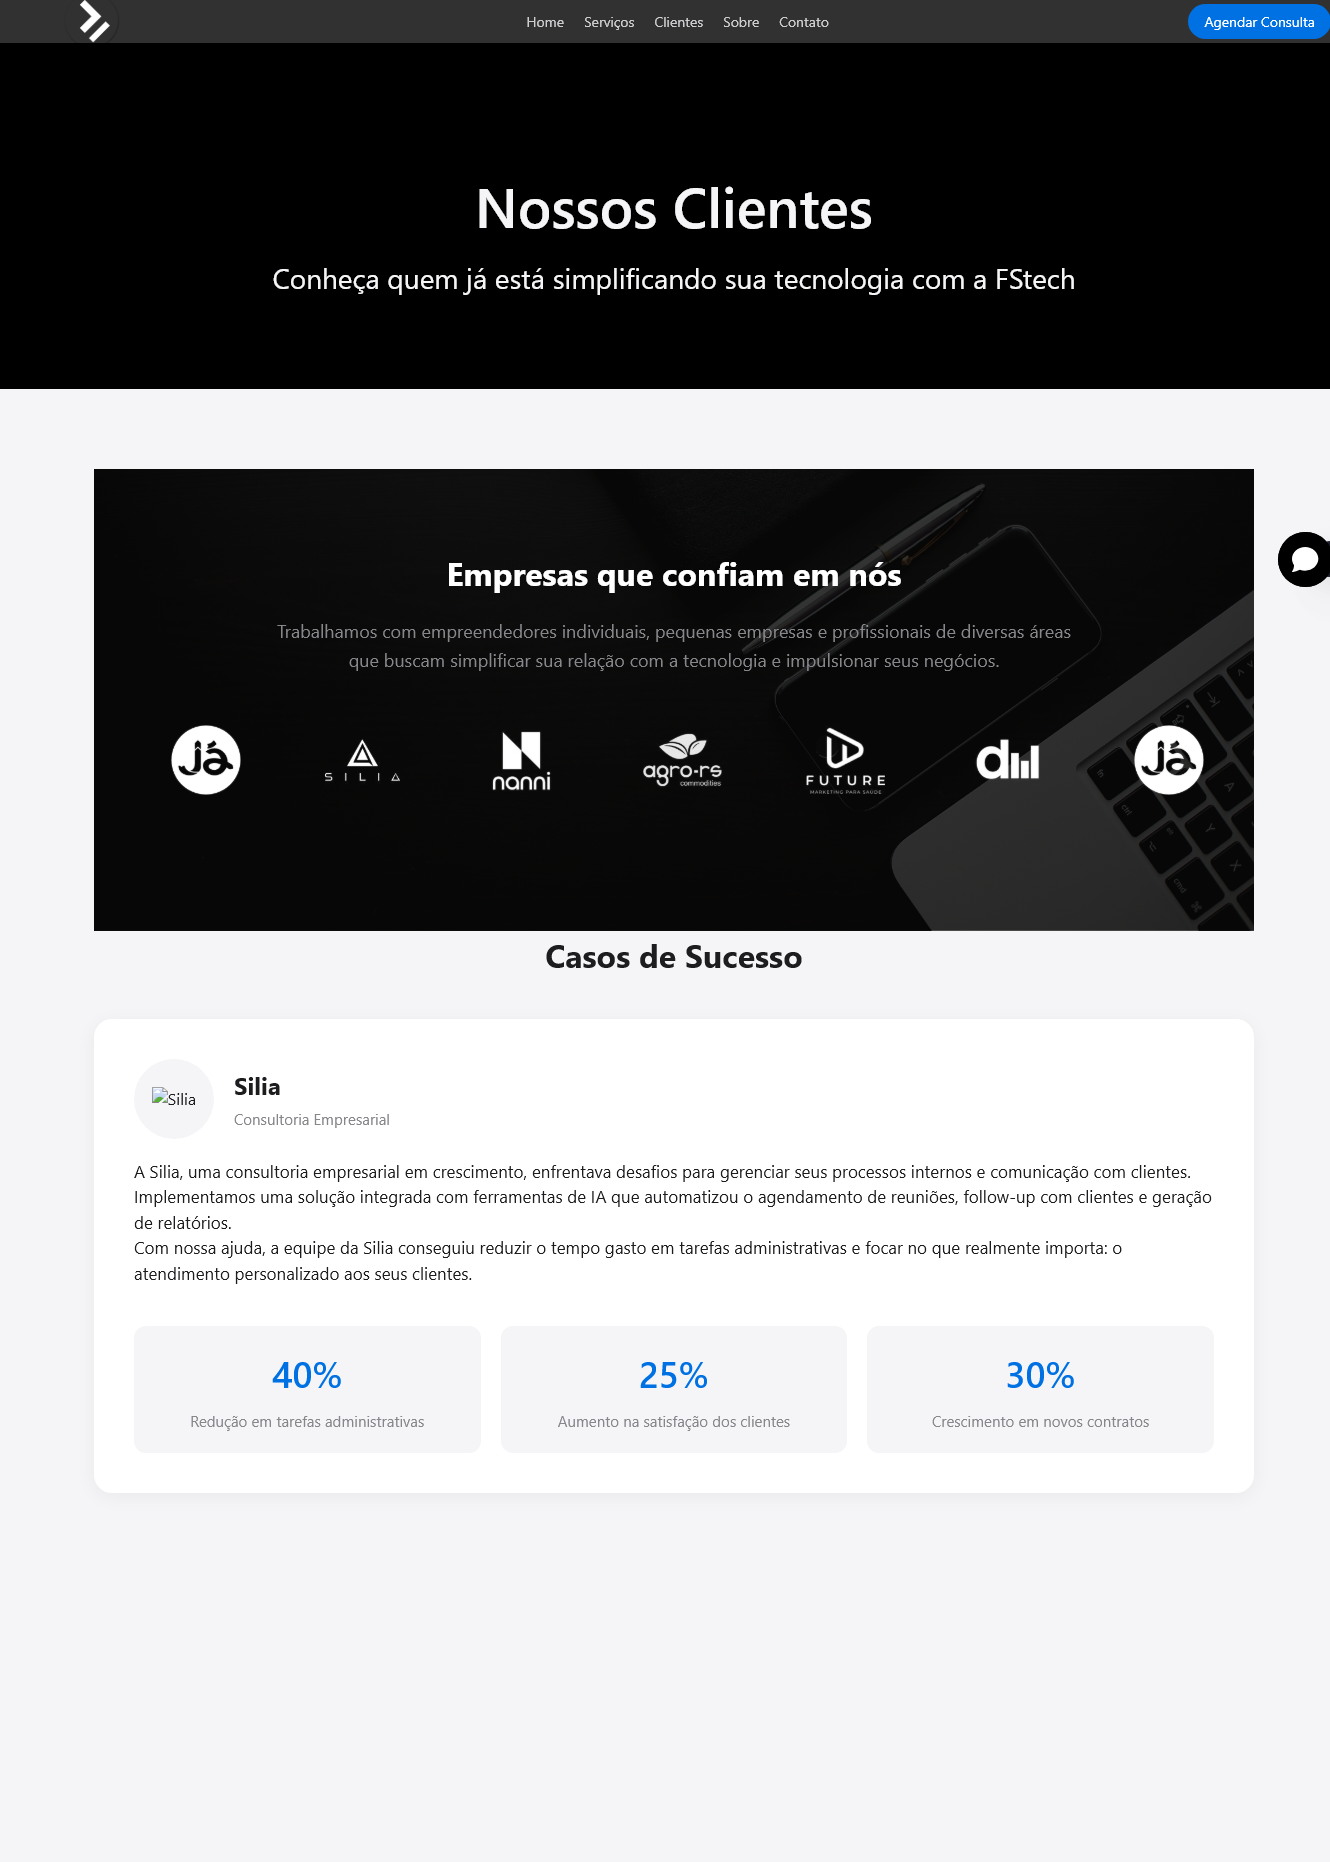 Home Serviços Clientes Sobre Contato Agendar Consulta
Nossos Clientes
Conheça quem já está simplificando sua tecnologia com a FStech
Empresas que confiam em nós
Trabalhamos com empreendedores individuais, pequenas empresas e profissionais de diversas áreas
que buscam simplificar sua relação com a tecnologia e impulsionar seus negócios.
Já
SILIA
nanni
agro-rs
commodities
FUTURE
MARKETING PARA SAÚDE
Já
Casos de Sucesso
Silia
Silia
Consultoria Empresarial
A Silia, uma consultoria empresarial em crescimento, enfrentava desafios para gerenciar seus processos internos e comunicação com clientes.
Implementamos uma solução integrada com ferramentas de IA que automatizou o agendamento de reuniões, follow-up com clientes e geração
de relatórios.
Com nossa ajuda, a equipe da Silia conseguiu reduzir o tempo gasto em tarefas administrativas e focar no que realmente importa: o
atendimento personalizado aos seus clientes.
40%
Redução em tarefas administrativas
25%
Aumento na satisfação dos clientes
30%
Crescimento em novos contratos